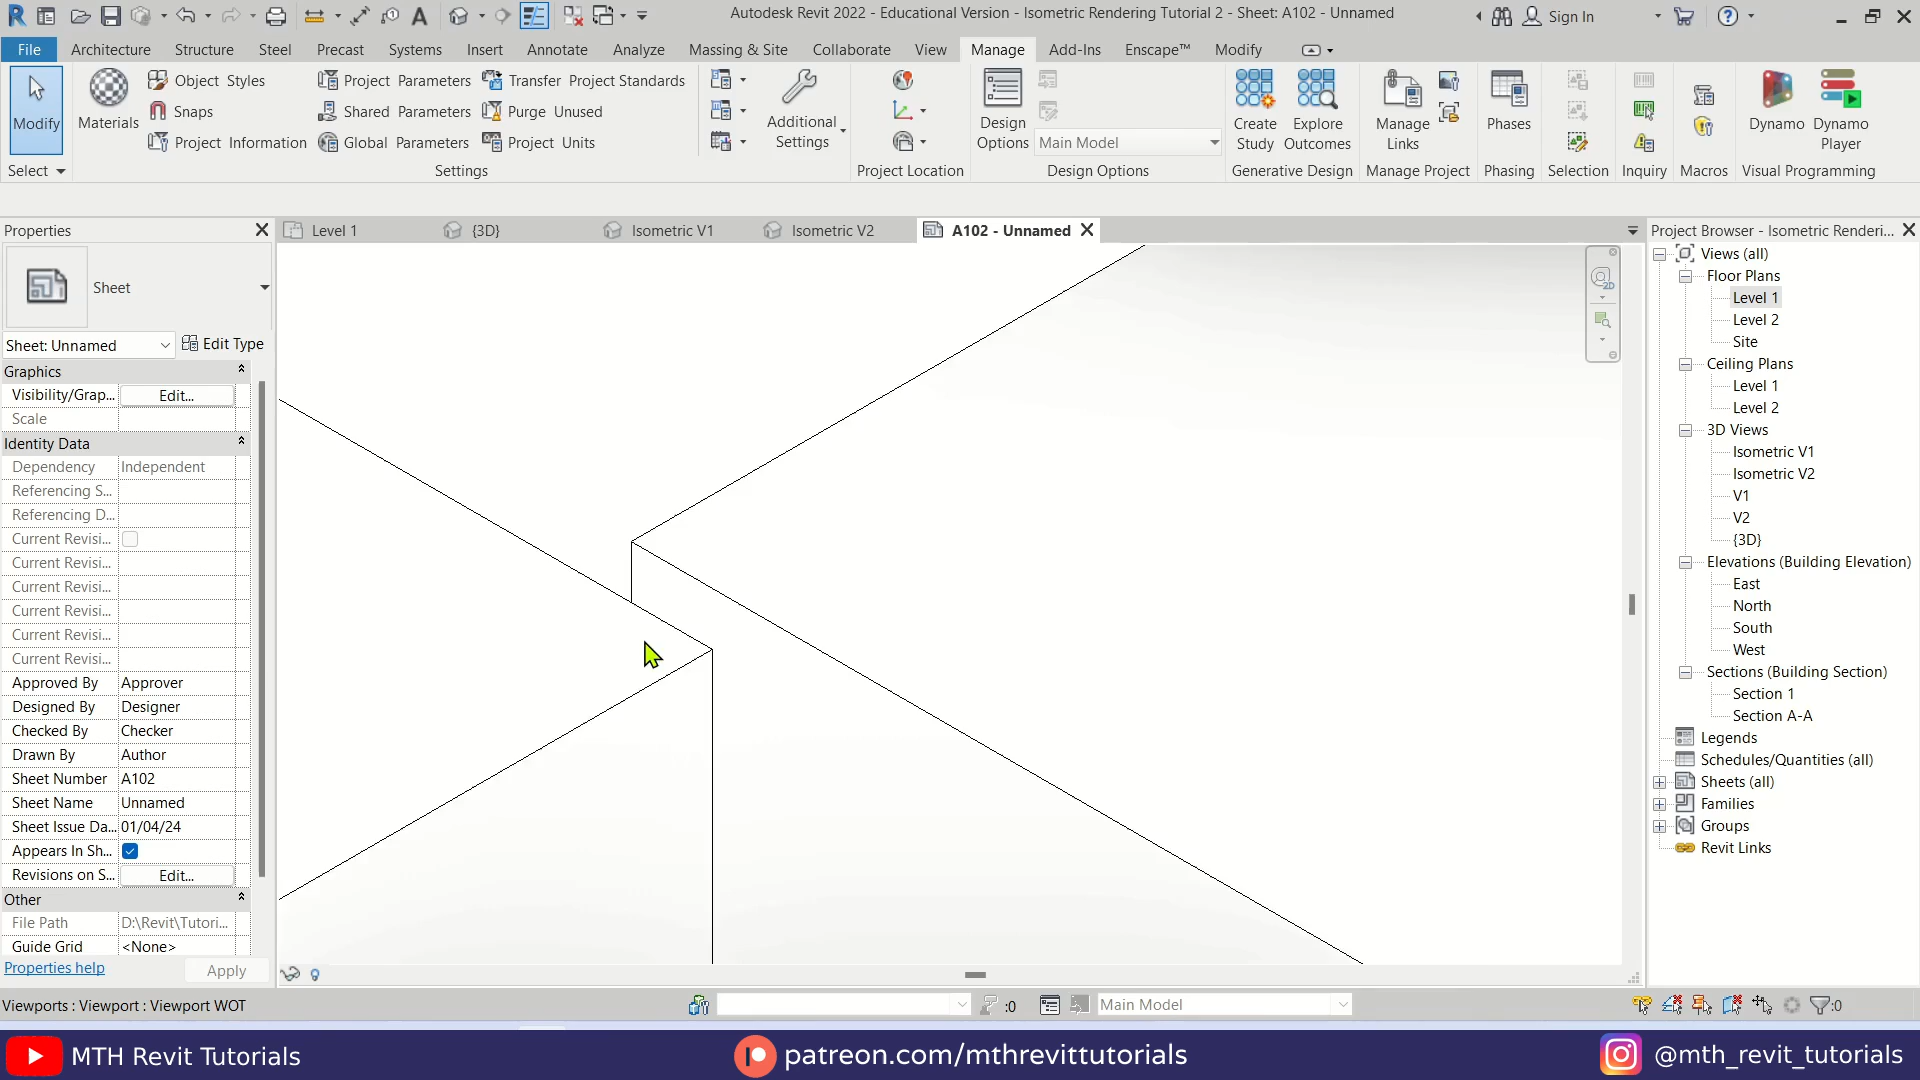 Autodesk Revit 2022 - Educational Version - Isometric Rendering Tutorial 2 - Sheet: A102 - Unnamed
Sign In
File Architecture Structure Steel Precast Systems Insert Annotate Analyze Massing & Site Collaborate View Manage Add-Ins Enscape™ Modify
Modify
Materials
Object Styles
Snaps
Project Information
Project Parameters
Shared Parameters
Global Parameters
Transfer Project Standards
Purge Unused
Project Units
Additional Settings
Design Options
Main Model
Create Study
Explore Outcomes
Manage Links
Phases
Dynamo
Dynamo Player
Select Settings Project Location Design Options Generative Design Manage Project Phasing Selection Inquiry Macros Visual Programming
Properties
Level 1 {3D} Isometric V1 Isometric V2 A102 - Unnamed
Project Browser - Isometric Renderi...
Sheet
Sheet: Unnamed Edit Type
Graphics
Visibility/Grap... Edit...
Scale
Identity Data
Dependency Independent
Referencing S...
Referencing D...
Current Revisi...
Current Revisi...
Current Revisi...
Current Revisi...
Current Revisi...
Current Revisi...
Approved By Approver
Designed By Designer
Checked By Checker
Drawn By Author
Sheet Number A102
Sheet Name Unnamed
Sheet Issue Da... 01/04/24
Appears In Sh...
Revisions on S... Edit...
Other
File Path D:\Revit\Tutori...
Guide Grid <None>
Properties help Apply
2D
Views (all)
Floor Plans
Level 1
Level 2
Site
Ceiling Plans
Level 1
Level 2
3D Views
Isometric V1
Isometric V2
V1
V2
{3D}
Elevations (Building Elevation)
East
North
South
West
Sections (Building Section)
Section 1
Section A-A
Legends
Schedules/Quantities (all)
Sheets (all)
Families
Groups
Revit Links
Viewports : Viewport : Viewport WOT :0 Main Model :0
MTH Revit Tutorials patreon.com/mthrevittutorials @mth_revit_tutorials